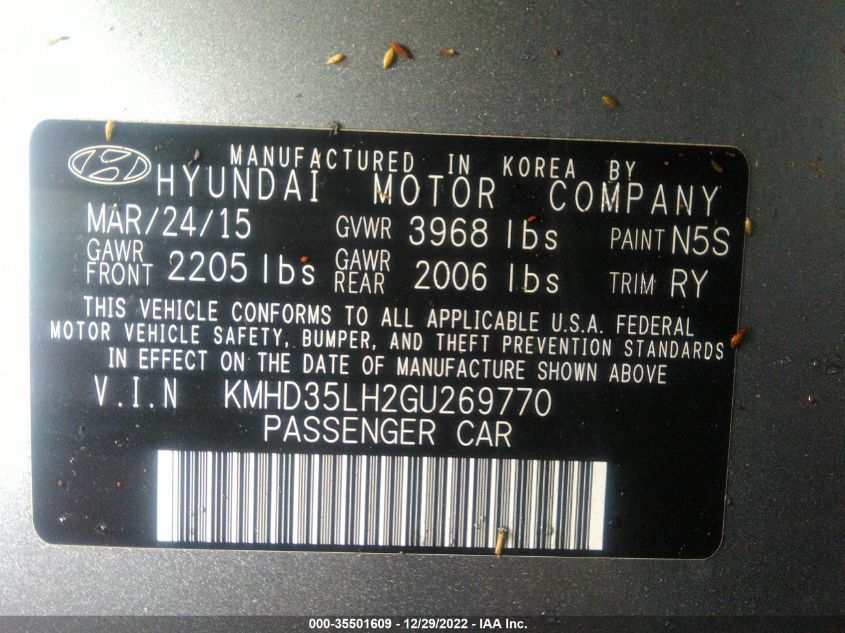 MANUFACTURED IN KOREA BY
HYUNDAI MOTOR COMPANY
MAR/24/15 GVWR 3968 lbs PAINT N5S
GAWR FRONT 2205 lbs GAWR REAR 2006 lbs TRIM RY
THIS VEHICLE CONFORMS TO ALL APPLICABLE U.S.A. FEDERAL
MOTOR VEHICLE SAFETY, BUMPER, AND THEFT PREVENTION STANDARDS
IN EFFECT ON THE DATE OF MANUFACTURE SHOWN ABOVE
V.I.N KMHD35LH2GU269770
PASSENGER CAR
000-35501609 - 12/29/2022 - IAA Inc.